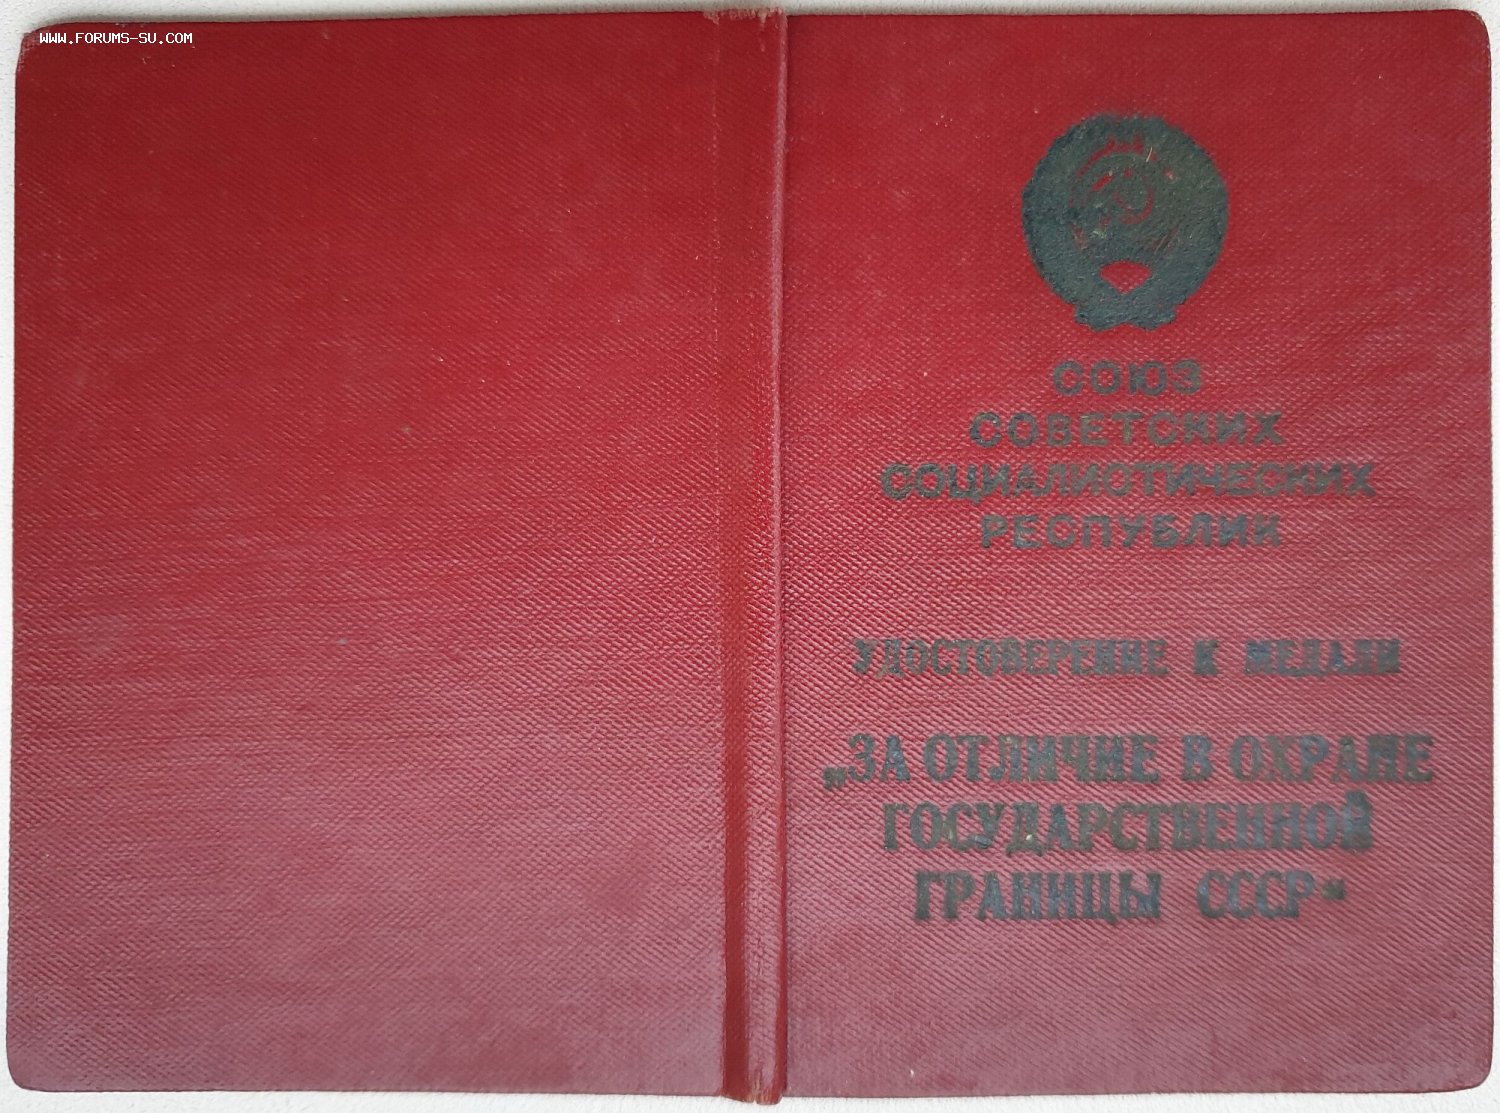 WWW.FORUMS-SU.COM
СОЮЗ
СОВЕТСКИХ
СОЦИАЛИСТИЧЕСКИХ
РЕСПУБЛИК
УДОСТОВЕРЕНИЕ К МЕДАЛИ
„ЗА ОТЛИЧИЕ В ОХРАНЕ
ГОСУДАРСТВЕННОЙ
ГРАНИЦЫ СССР“